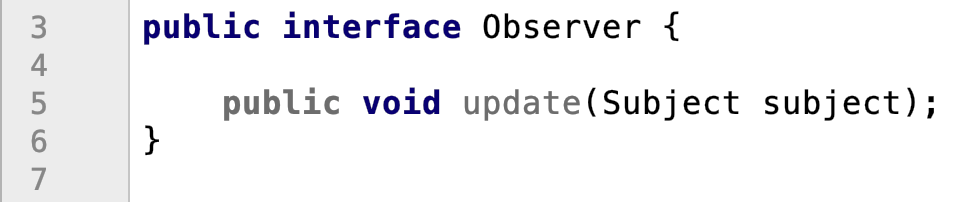 3 public interface Observer {
4
5     public void update(Subject subject);
6 }
7